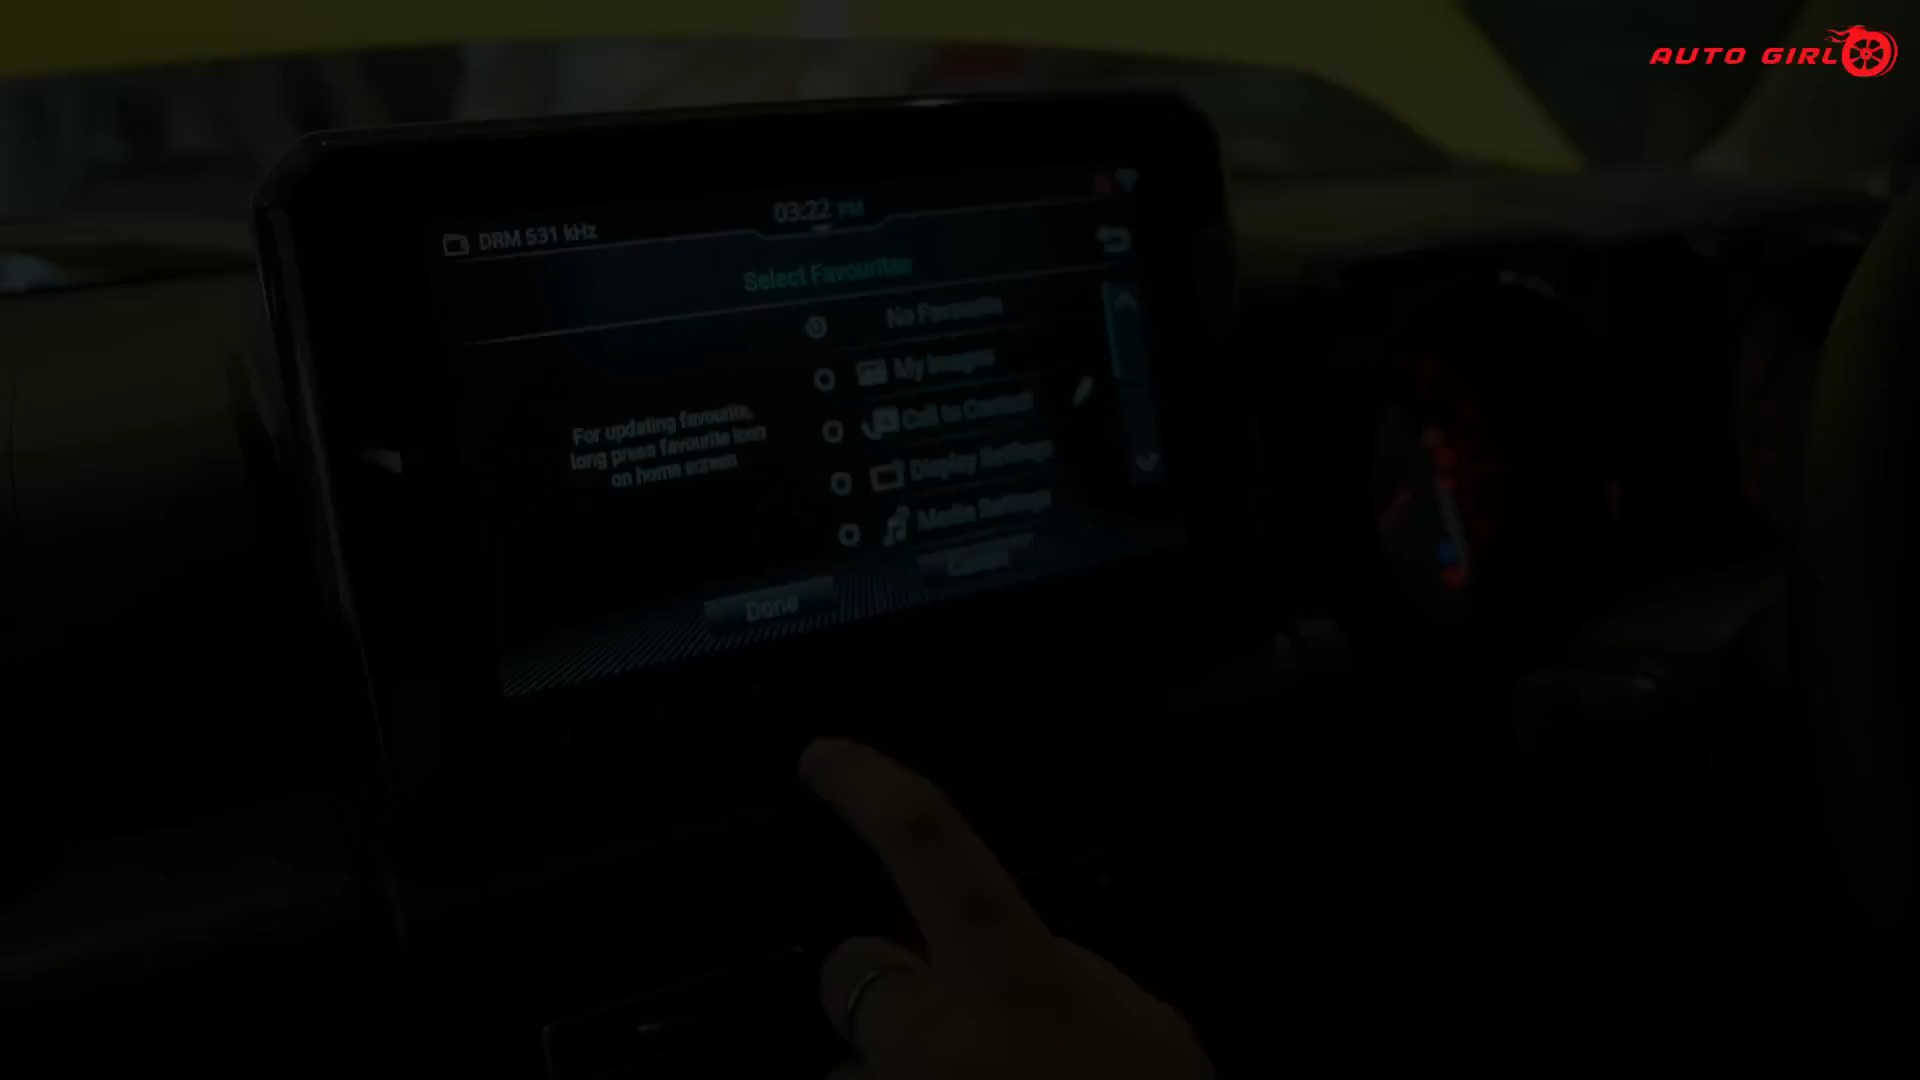 AUTO GIRL
03:22 PM
DRM 531 kHz
Select Favourites
No Favourite
My Images
Call to Contact
Display Settings
Media Settings
For updating favourite,
long press favourite icon
on home screen
Done